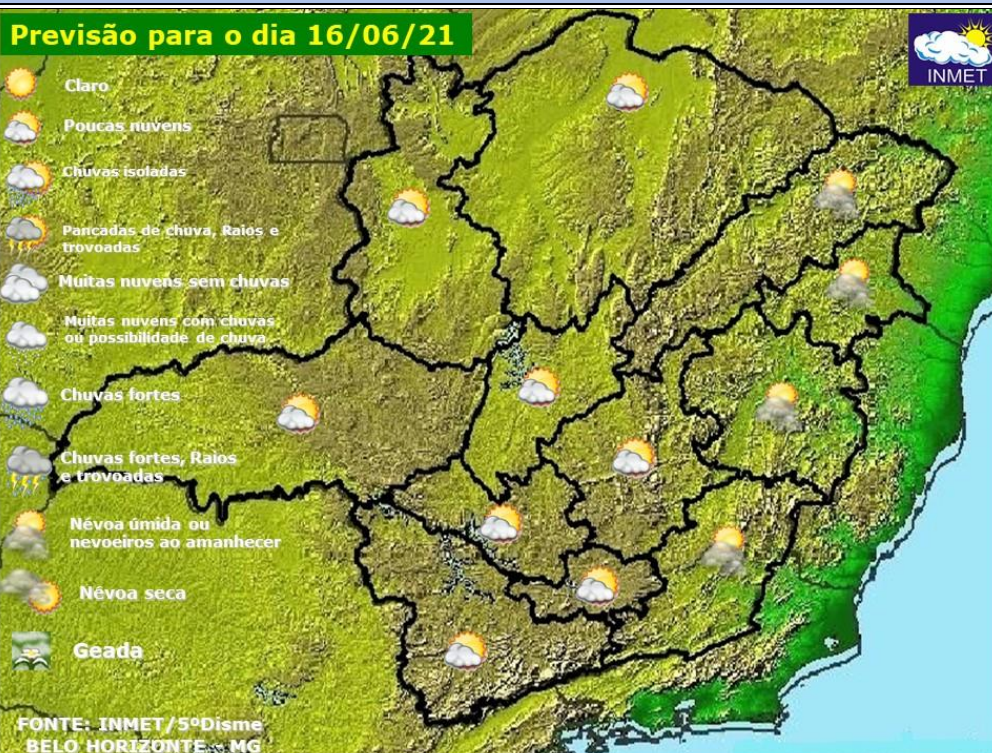 Previsão para o dia 16/06/21
INMET
Claro
Poucas nuvens
Chuvas isoladas
Pancadas de chuva, Raios e
trovoadas
Muitas nuvens sem chuvas
Muitas nuvens com chuvas
ou possibilidade de chuva
Chuvas fortes
Chuvas fortes, Raios
e trovoadas
Névoa úmida ou
nevoeiros ao amanhecer
Névoa seca
Geada
FONTE: INMET/5ºDisme
BELO HORIZONTE - MG